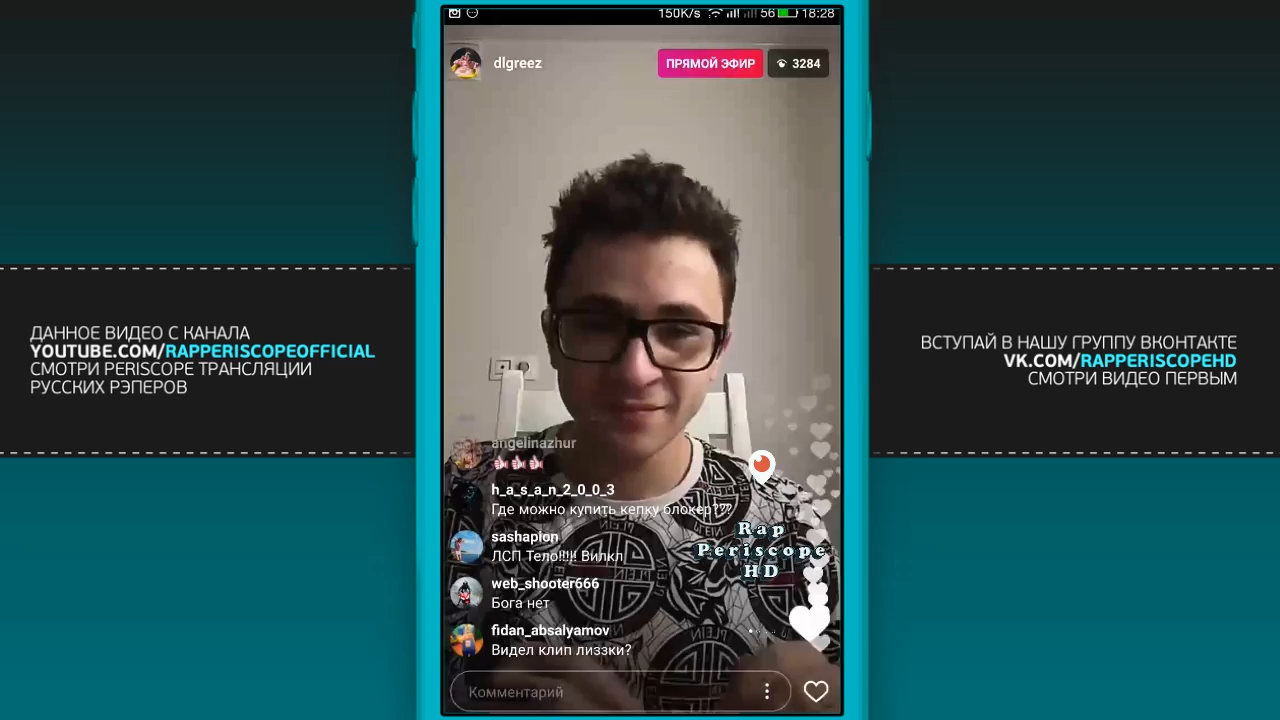 150K/s 56 18:28
dlgreez
ПРЯМОЙ ЭФИР
3284
ДАННОЕ ВИДЕО С КАНАЛА
YOUTUBE.COM/RAPPERISCOPEOFFICIAL
СМОТРИ PERISCOPE ТРАНСЛЯЦИИ
РУССКИХ РЭПЕРОВ
ВСТУПАЙ В НАШУ ГРУППУ ВКОНТАКТЕ
VK.COM/RAPPERISCOPEHD
СМОТРИ ВИДЕО ПЕРВЫМ
angelinazhur
h_a_s_a_n_2_0_0_3
Где можно купить кепку блокер???
sashapion
ЛСП Тело!!!!! Вилкл
web_shooter666
Бога нет
fidan_absalyamov
Видел клип лиззки?
Rap
Periscope
HD
PLEIN
PLEIN
Комментарий